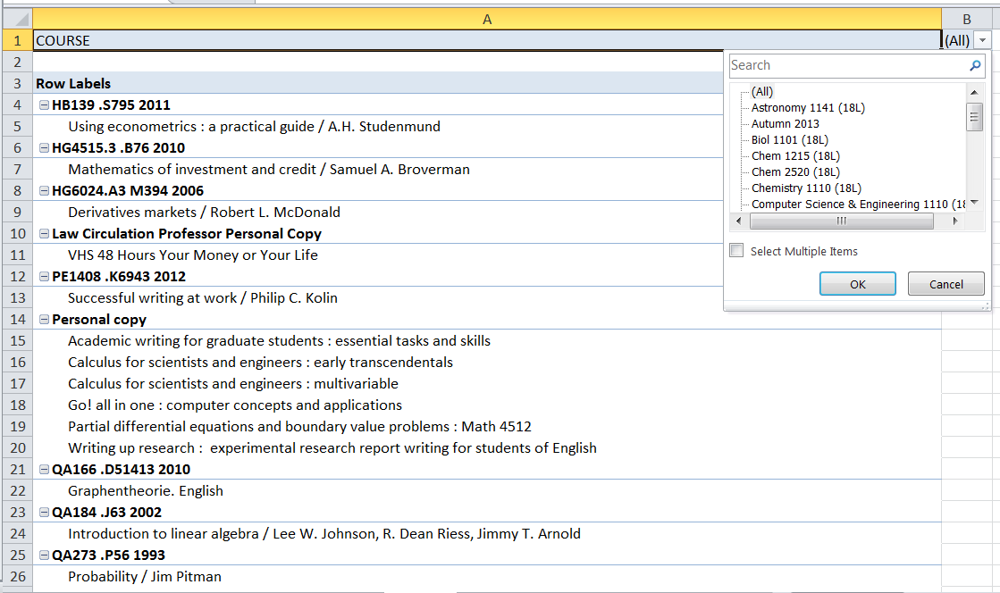 A B
1 COURSE (All)
2
3 Row Labels
4 HB139 .S795 2011
5 Using econometrics : a practical guide / A.H. Studenmund
6 HG4515.3 .B76 2010
7 Mathematics of investment and credit / Samuel A. Broverman
8 HG6024.A3 M394 2006
9 Derivatives markets / Robert L. McDonald
10 Law Circulation Professor Personal Copy
11 VHS 48 Hours Your Money or Your Life
12 PE1408 .K6943 2012
13 Successful writing at work / Philip C. Kolin
14 Personal copy
15 Academic writing for graduate students : essential tasks and skills
16 Calculus for scientists and engineers : early transcendentals
17 Calculus for scientists and engineers : multivariable
18 Go! all in one : computer concepts and applications
19 Partial differential equations and boundary value problems : Math 4512
20 Writing up research :  experimental research report writing for students of English
21 QA166 .D51413 2010
22 Graphentheorie. English
23 QA184 .J63 2002
24 Introduction to linear algebra / Lee W. Johnson, R. Dean Riess, Jimmy T. Arnold
25 QA273 .P56 1993
26 Probability / Jim Pitman
Search
(All)
Astronomy 1141 (18L)
Autumn 2013
Biol 1101 (18L)
Chem 1215 (18L)
Chem 2520 (18L)
Chemistry 1110 (18L)
Computer Science & Engineering 1110 (18
Select Multiple Items
OK Cancel